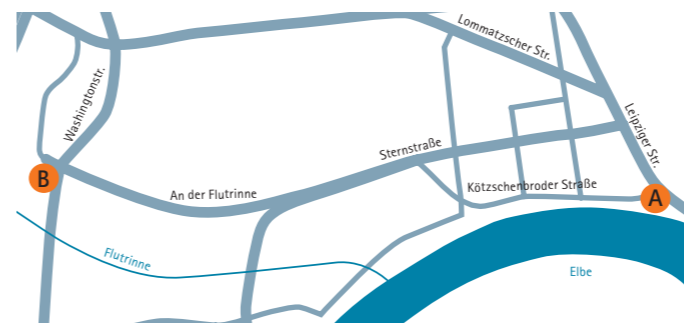 Lommatzscher Str.
Washingtonstr.
Leipziger Str.
Sternstraße
B
An der Flutrinne
Kötzschenbroder Straße
A
Flutrinne
Elbe